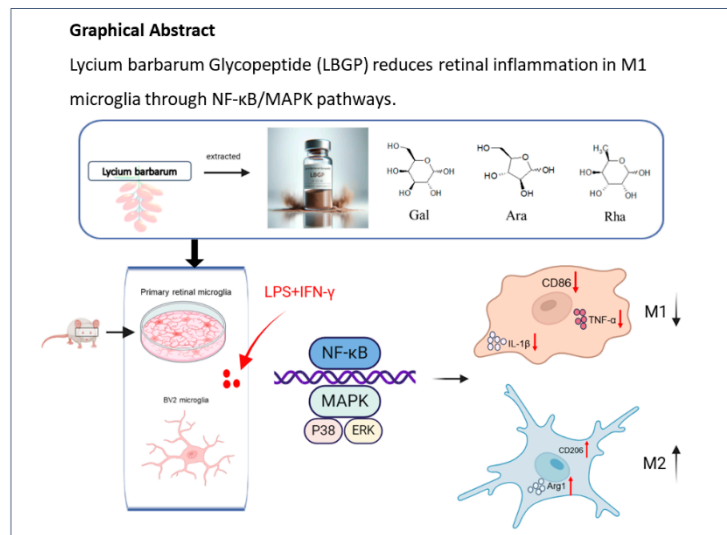 Graphical Abstract
Lycium barbarum Glycopeptide (LBGP) reduces retinal inflammation in M1
microglia through NF-κB/MAPK pathways.
Lycium barbarum
extracted
LBGP
HO
O
OH
HO
OH
OH
Gal
HO
O
OH
OH
OH
Ara
H₃C
O
OH
HO
OH
OH
Rha
Primary retinal microglia
BV2 microglia
LPS+IFN-γ
NF-κB
MAPK
P38
ERK
CD86
TNF-α
IL-1β
M1
CD206
Arg1
M2